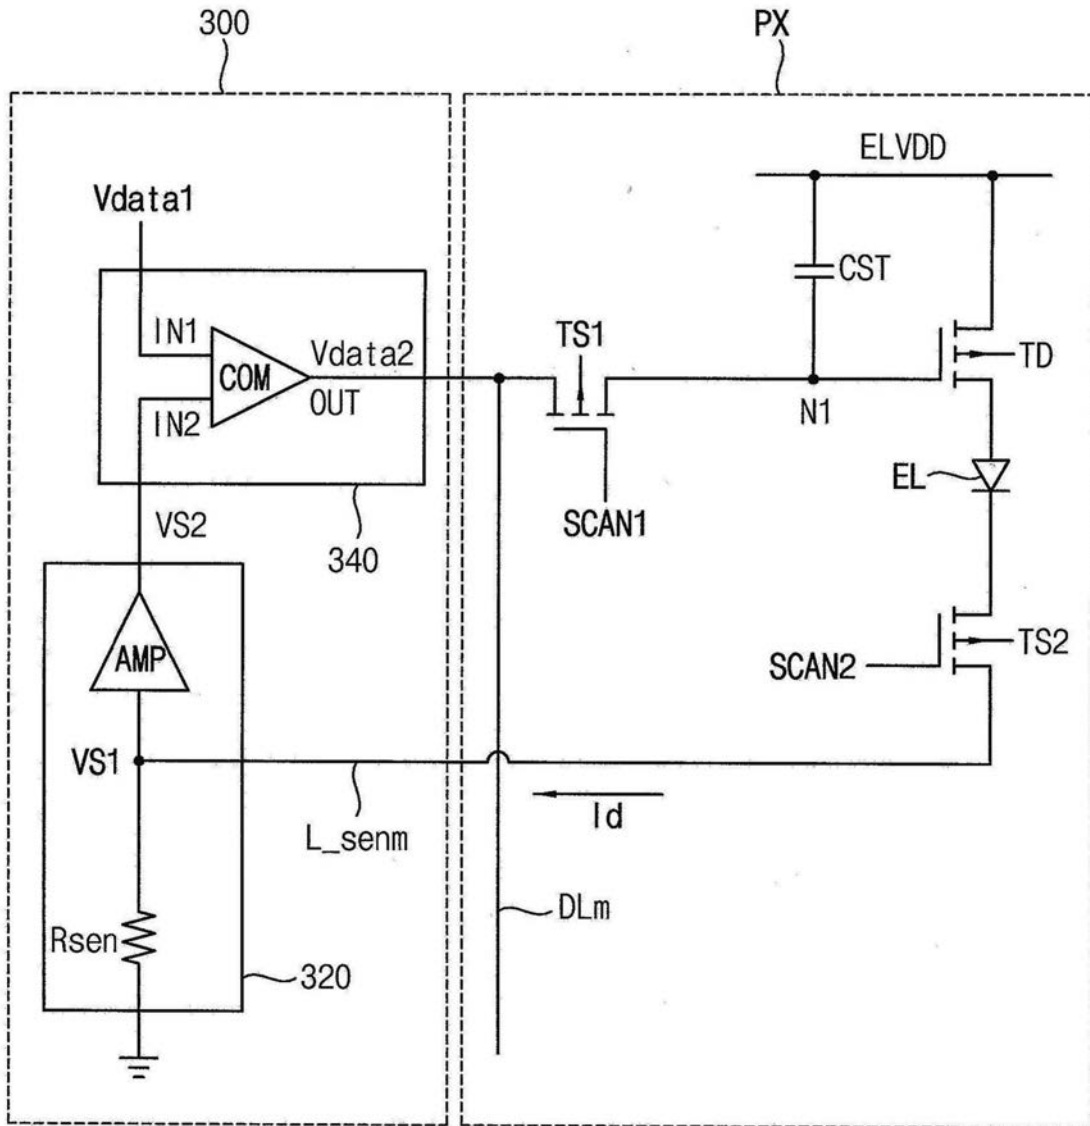 300
PX
ELVDD
Vdata1
CST
IN1
TS1
COM
Vdata2
TD
OUT
IN2
N1
EL
VS2
SCAN1
340
AMP
TS2
SCAN2
VS1
Id
L_senm
DLm
Rsen
320